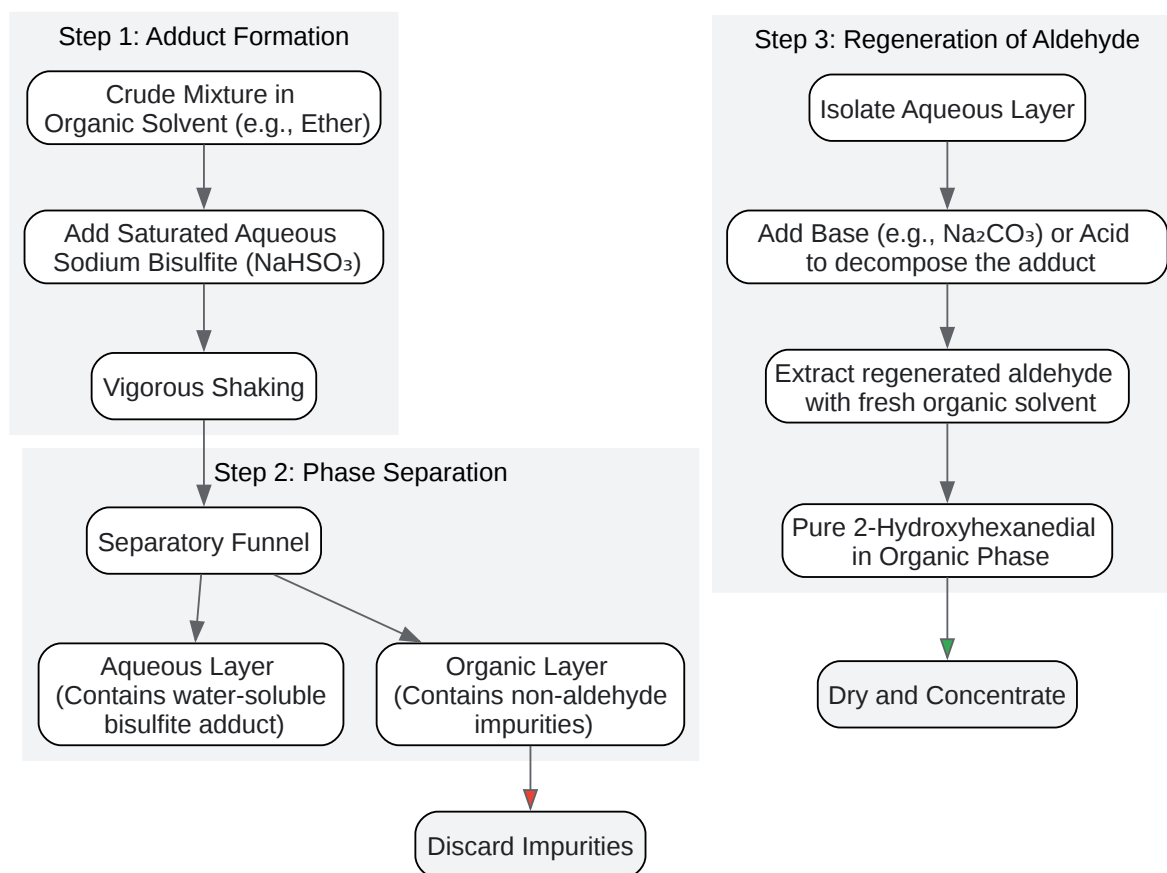 Step 1: Adduct Formation
Crude Mixture in
Organic Solvent (e.g., Ether)
Add Saturated Aqueous
Sodium Bisulfite (NaHSO₃)
Vigorous Shaking
Step 2: Phase Separation
Separatory Funnel
Aqueous Layer
(Contains water-soluble
bisulfite adduct)
Organic Layer
(Contains non-aldehyde
impurities)
Discard Impurities
Step 3: Regeneration of Aldehyde
Isolate Aqueous Layer
Add Base (e.g., Na₂CO₃) or Acid
to decompose the adduct
Extract regenerated aldehyde
with fresh organic solvent
Pure 2-Hydroxyhexanedial
in Organic Phase
Dry and Concentrate